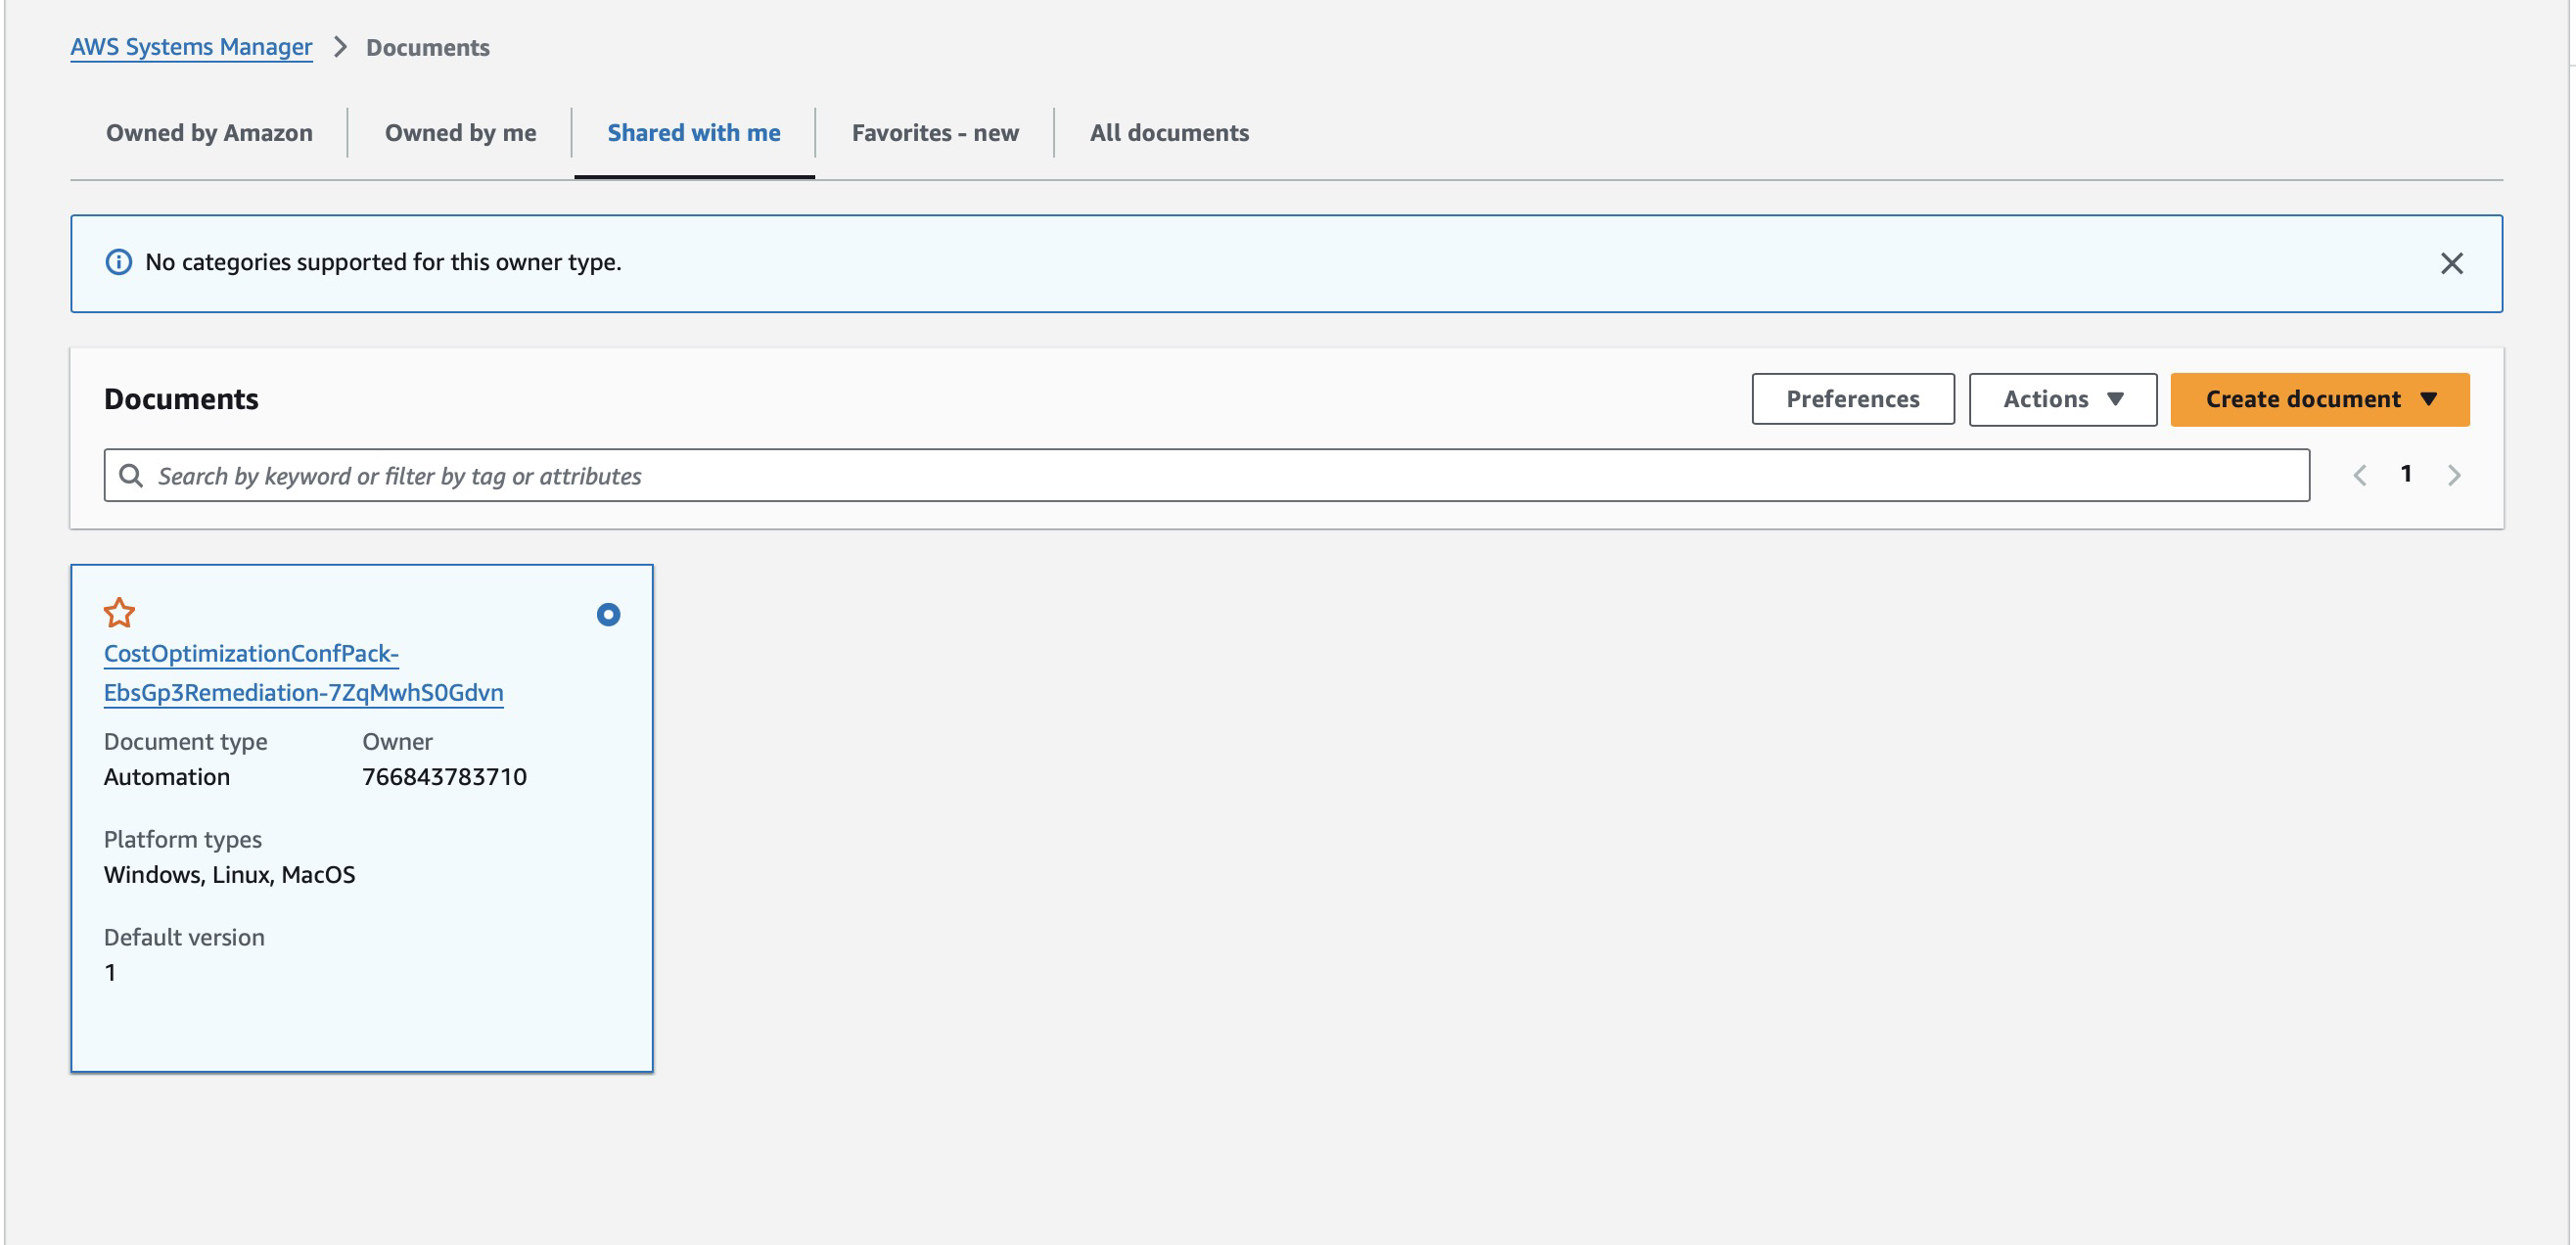 AWS Systems Manager > Documents
Owned by Amazon Owned by me Shared with me Favorites - new All documents
No categories supported for this owner type.
Documents Preferences Actions Create document
Search by keyword or filter by tag or attributes 1
CostOptimizationConfPack-
EbsGp3Remediation-7ZqMwhS0Gdvn
Document type Owner
Automation 766843783710
Platform types
Windows, Linux, MacOS
Default version
1